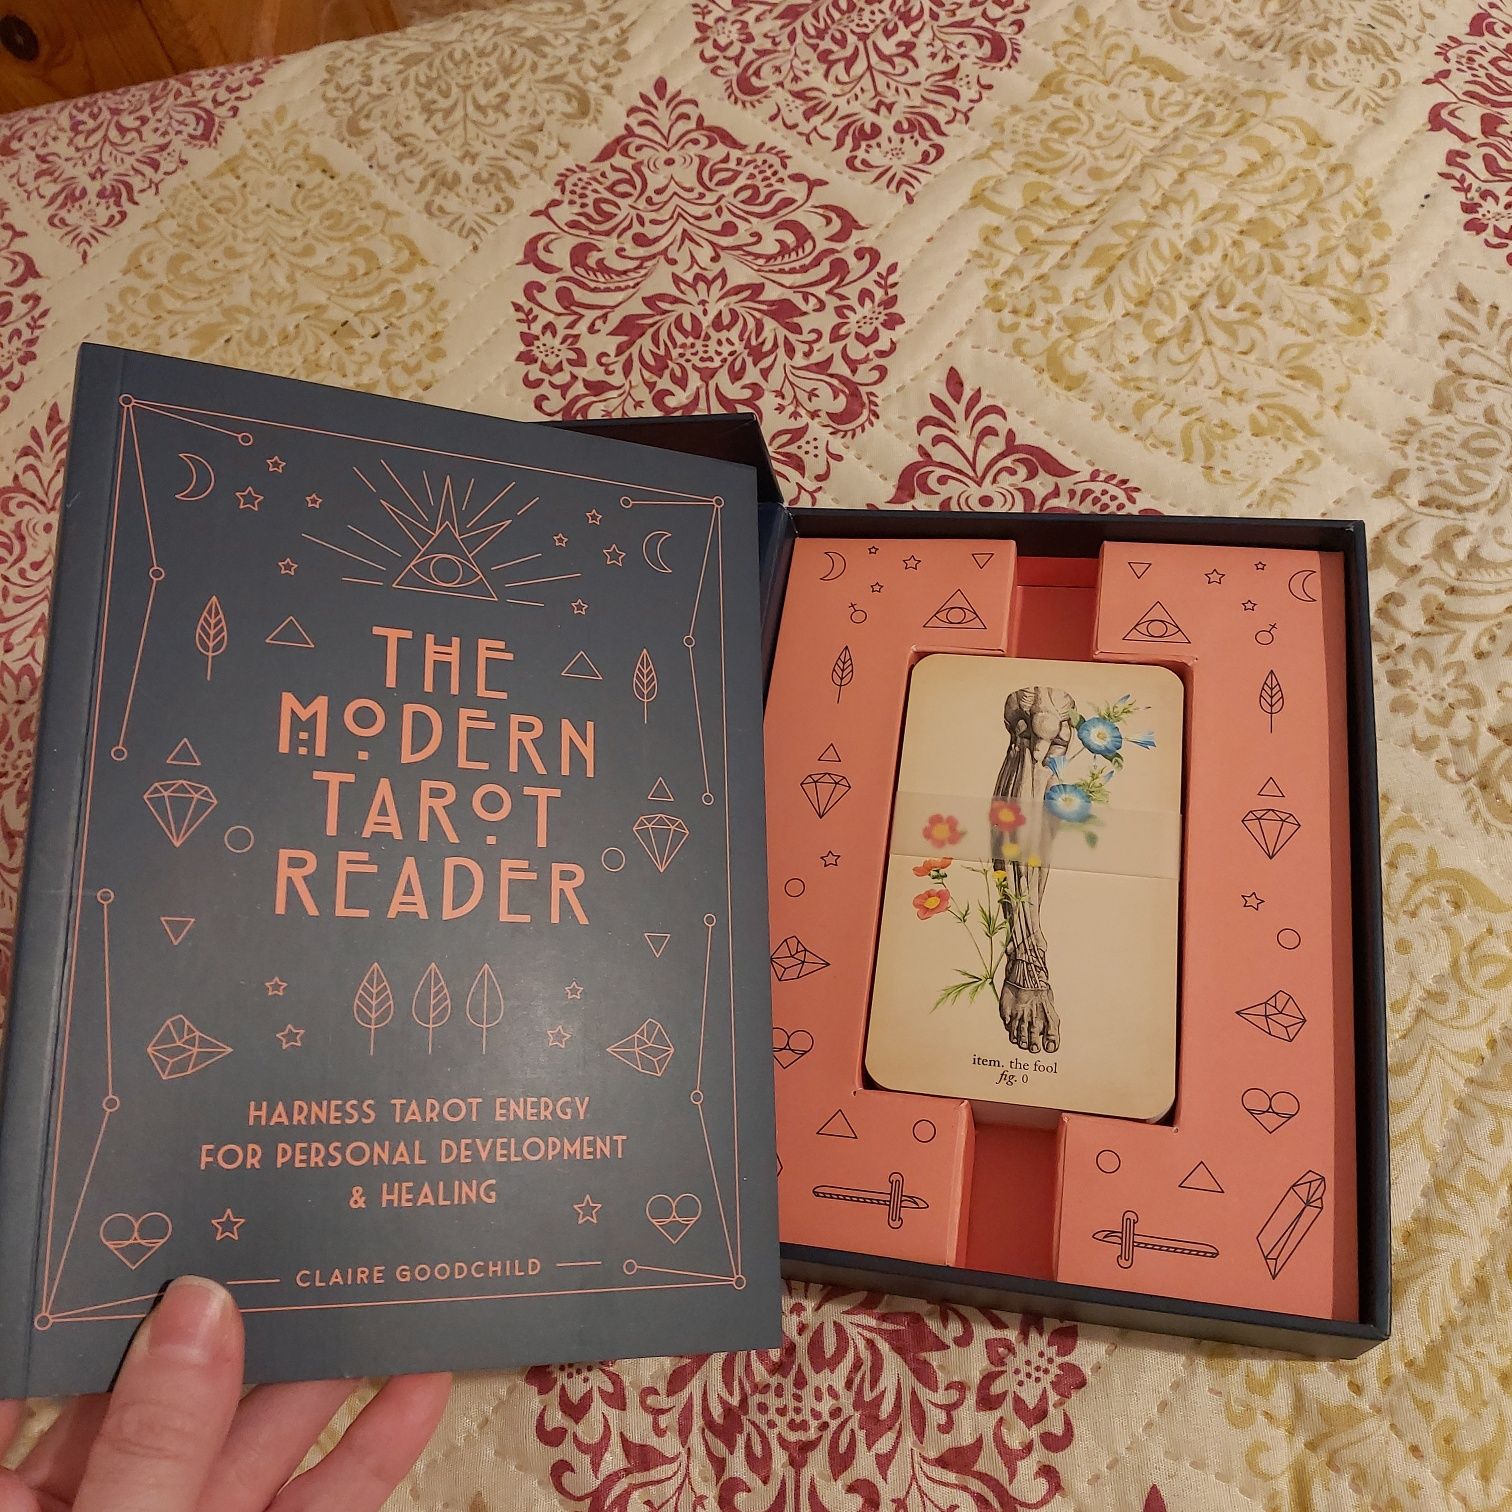 THE
MODERN
TAROT
READER
HARNESS TAROT ENERGY
FOR PERSONAL DEVELOPMENT
& HEALING
CLAIRE GOODCHILD
item. the fool
fig. 0